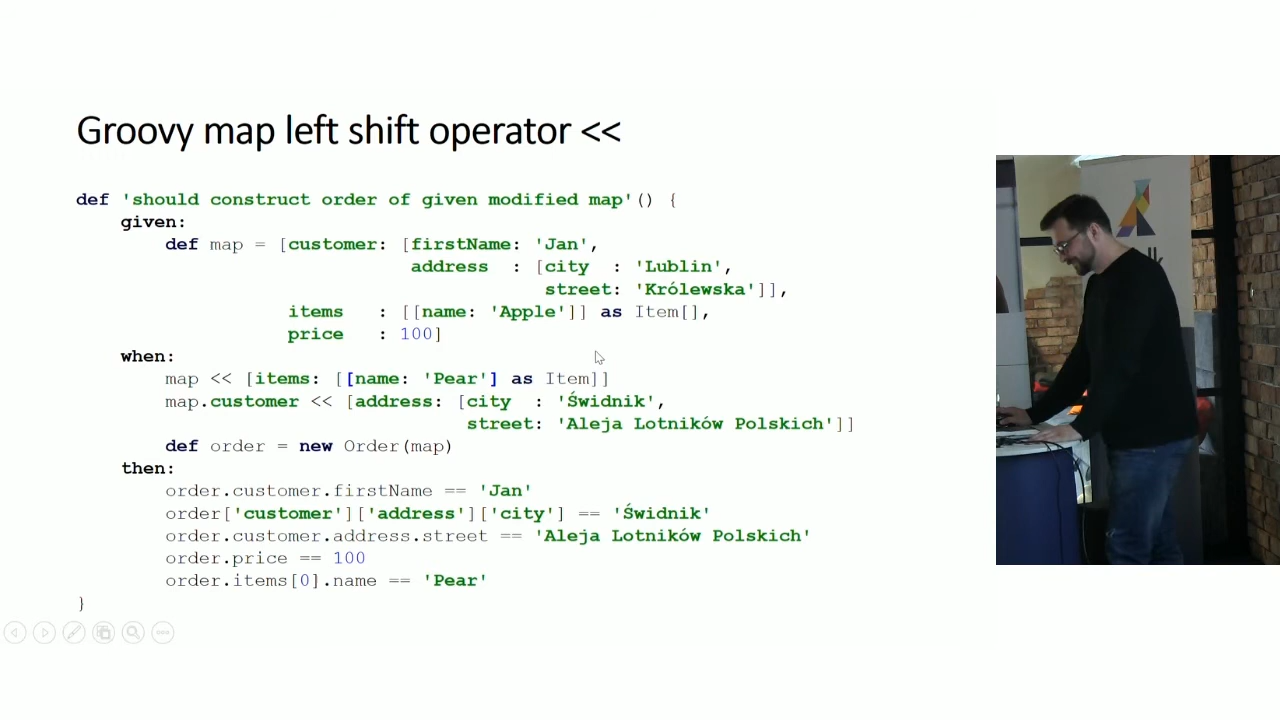 Groovy map left shift operator <<
def 'should construct order of given modified map'() {
given:
def map = [customer: [firstName: 'Jan',
address : [city : 'Lublin',
street: 'Królewska']],
items : [[name: 'Apple']] as Item[],
price : 100]
when:
map << [items: [[name: 'Pear'] as Item]]
map.customer << [address: [city : 'Świdnik',
street: 'Aleja Lotników Polskich']]
def order = new Order(map)
then:
order.customer.firstName == 'Jan'
order['customer']['address']['city'] == 'Świdnik'
order.customer.address.street == 'Aleja Lotników Polskich'
order.price == 100
order.items[0].name == 'Pear'
}